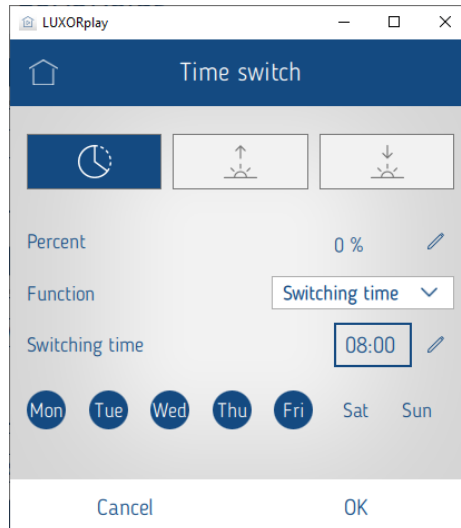 LUXORplay
Time switch
Percent 0 %
Function Switching time
Switching time 08:00
Mon Tue Wed Thu Fri Sat Sun
Cancel OK